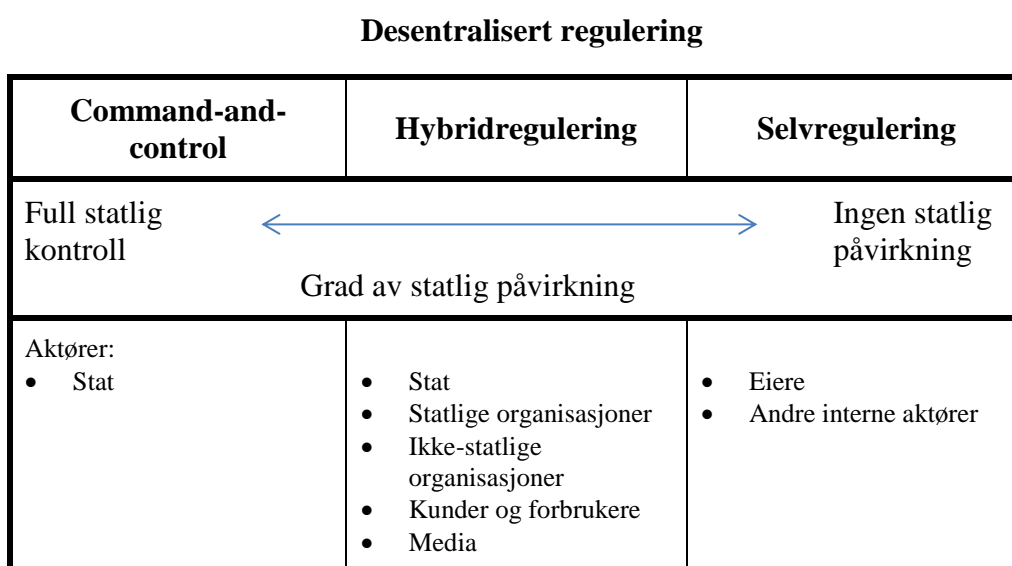 Desentralisert regulering
Command-and-
control
Hybridregulering
Selvregulering
Full statlig
kontroll
Ingen statlig
påvirkning
Grad av statlig påvirkning
Aktører:
• Stat
• Stat
• Statlige organisasjoner
• Ikke-statlige
organisasjoner
• Kunder og forbrukere
• Media
• Eiere
• Andre interne aktører